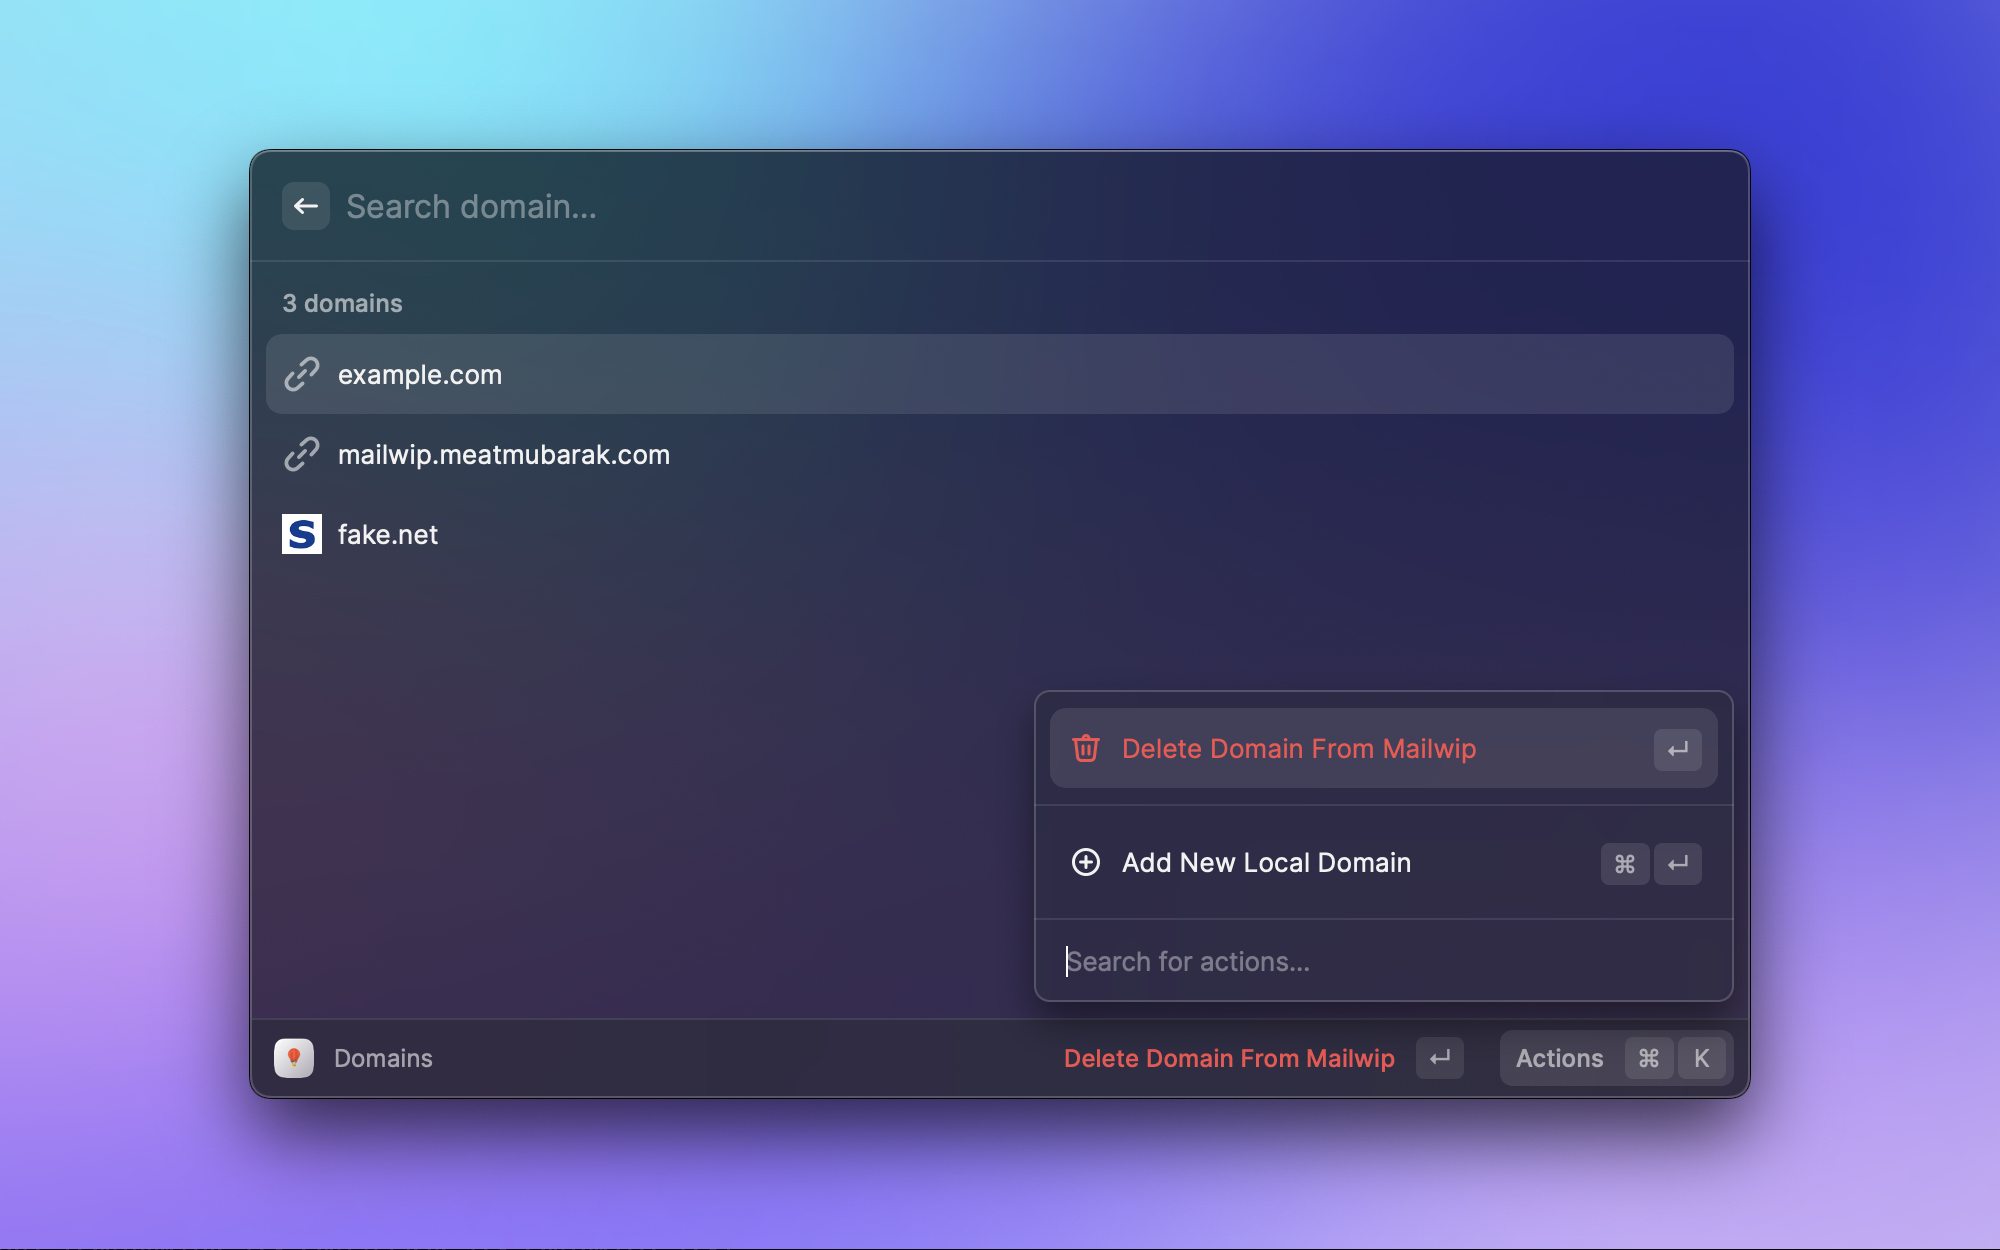 Search domain...
3 domains
example.com
mailwip.meatmubarak.com
S fake.net
Delete Domain From Mailwip ↵
Add New Local Domain ⌘ ↵
Search for actions...
Domains
Delete Domain From Mailwip ↵
Actions ⌘ K